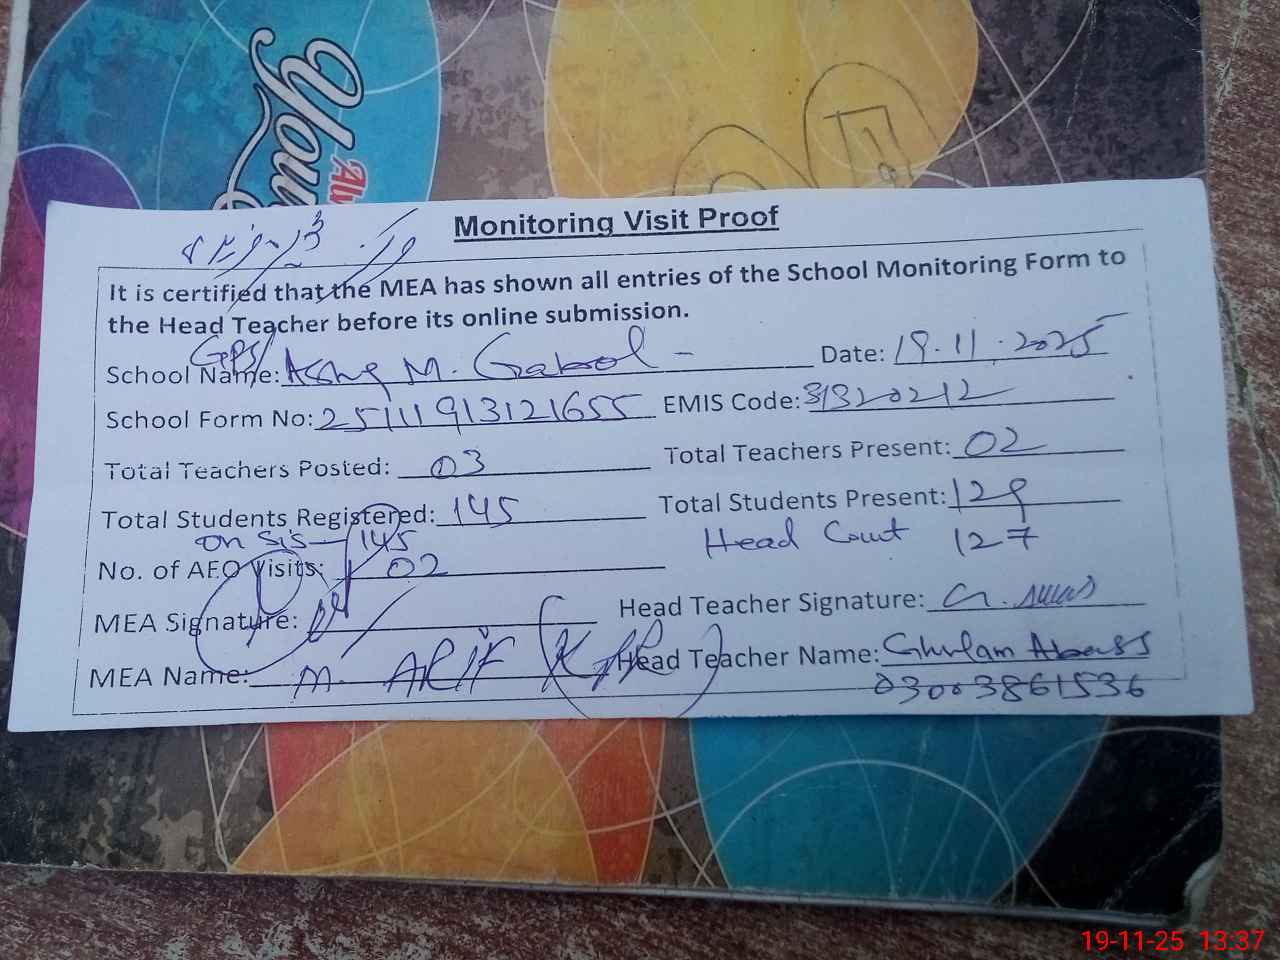 You
Monitoring Visit Proof
It is certified that the MEA has shown all entries of the School Monitoring Form to
the Head Teacher before its online submission.
School Name: GPS M. Gabol Date: 19.11.2025
School Form No: 25111913121655 EMIS Code: 31320212
Total Teachers Posted: 03 Total Teachers Present: 02
Total Students Registered: 145 Total Students Present: 129
on SIS 145 Head Count 127
No. of AEO Visits: 02
MEA Signature: Head Teacher Signature:
MEA Name: M. ARIF Head Teacher Name: Ghulam Abass
03003861536
19-11-25 13:37